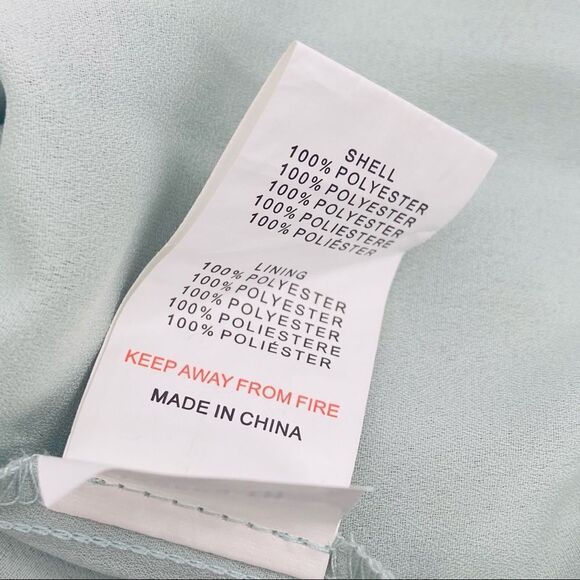 SHELL
100% POLYESTER
100% POLYESTER
100% POLYESTER
100% POLIESTERE
100% POLIÉSTER
LINING
100% POLYESTER
100% POLYESTER
100% POLYESTER
100% POLIESTERE
100% POLIÉSTER
KEEP AWAY FROM FIRE
MADE IN CHINA